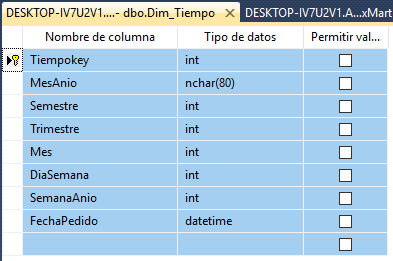 DESKTOP-IV7U2V1....- dbo.Dim_Tiempo DESKTOP-IV7U2V1.A...xMart
Nombre de columna Tipo de datos Permitir val...
Tiempokey int
MesAnio nchar(80)
Semestre int
Trimestre int
Mes int
DiaSemana int
SemanaAnio int
FechaPedido datetime